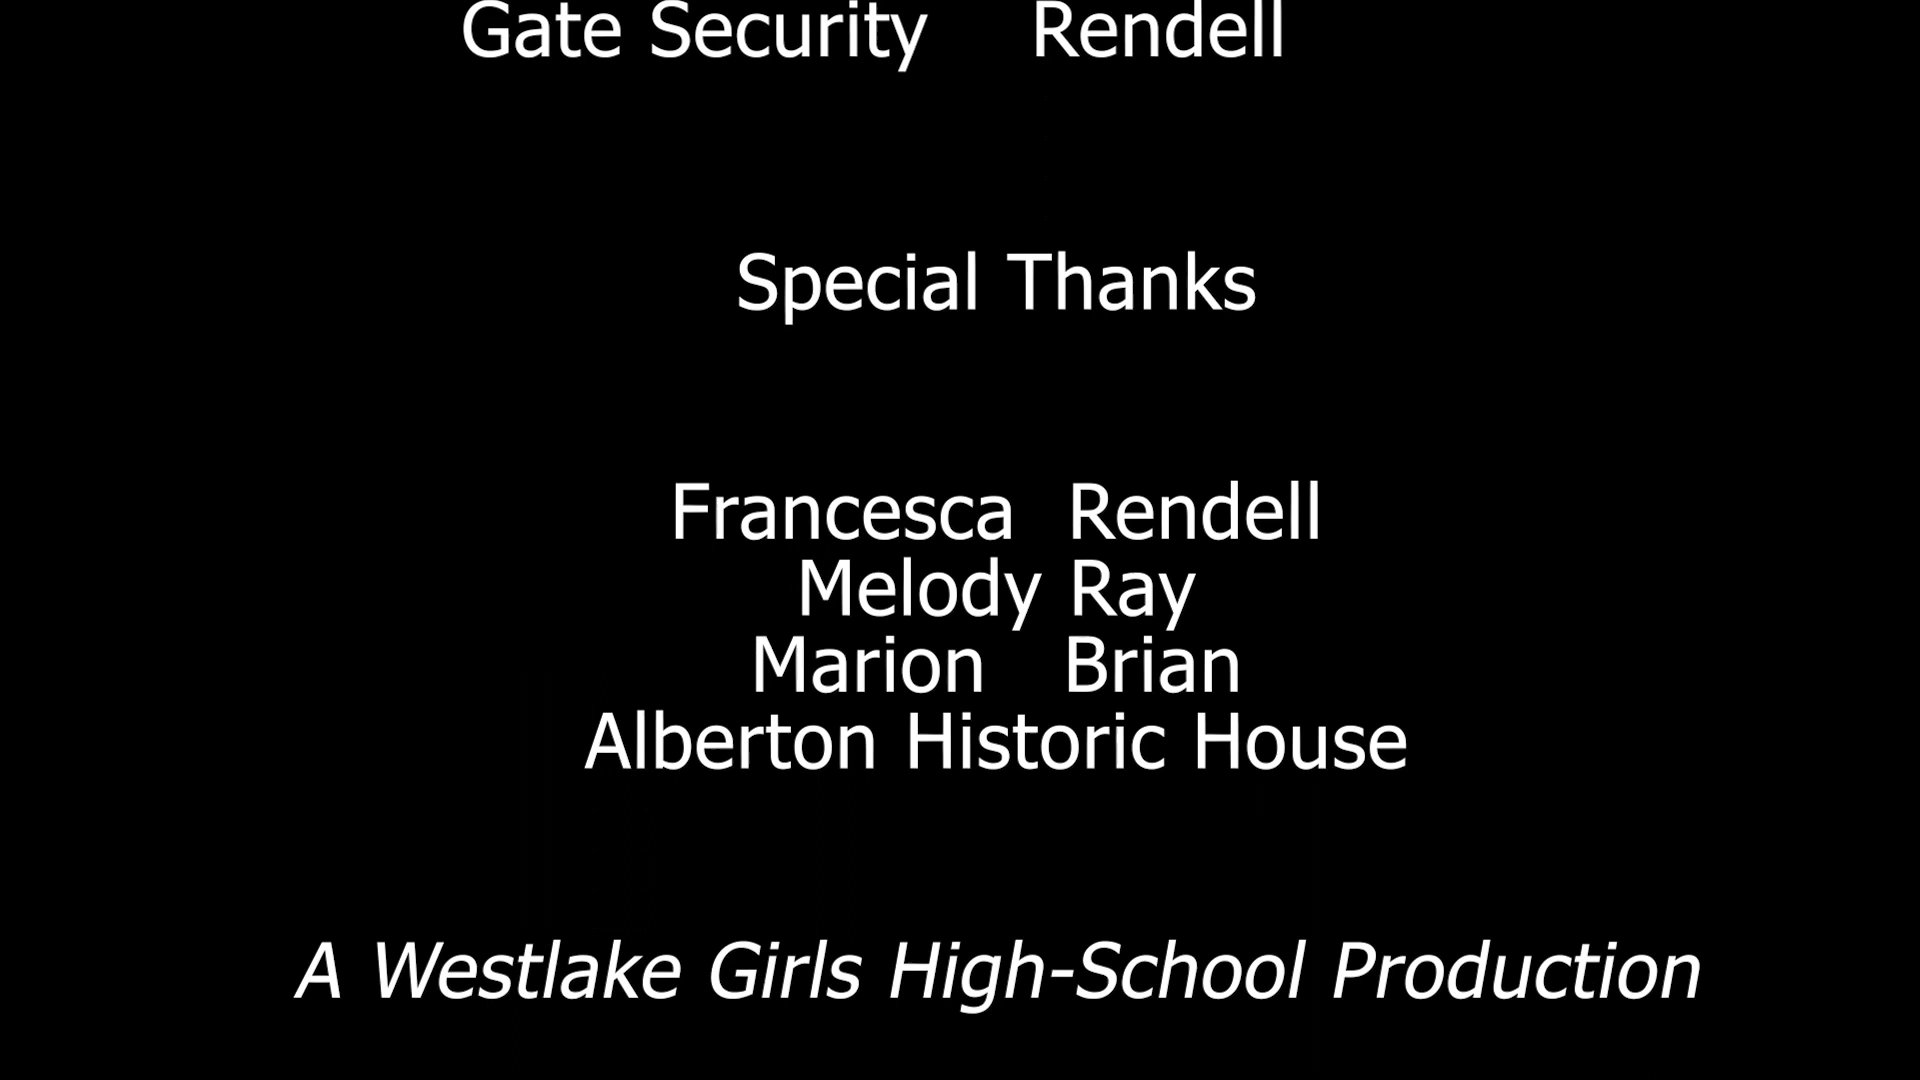 Gate Security Rendell
Special Thanks
Francesca Rendell
Melody Ray
Marion Brian
Alberton Historic House
A Westlake Girls High-School Production